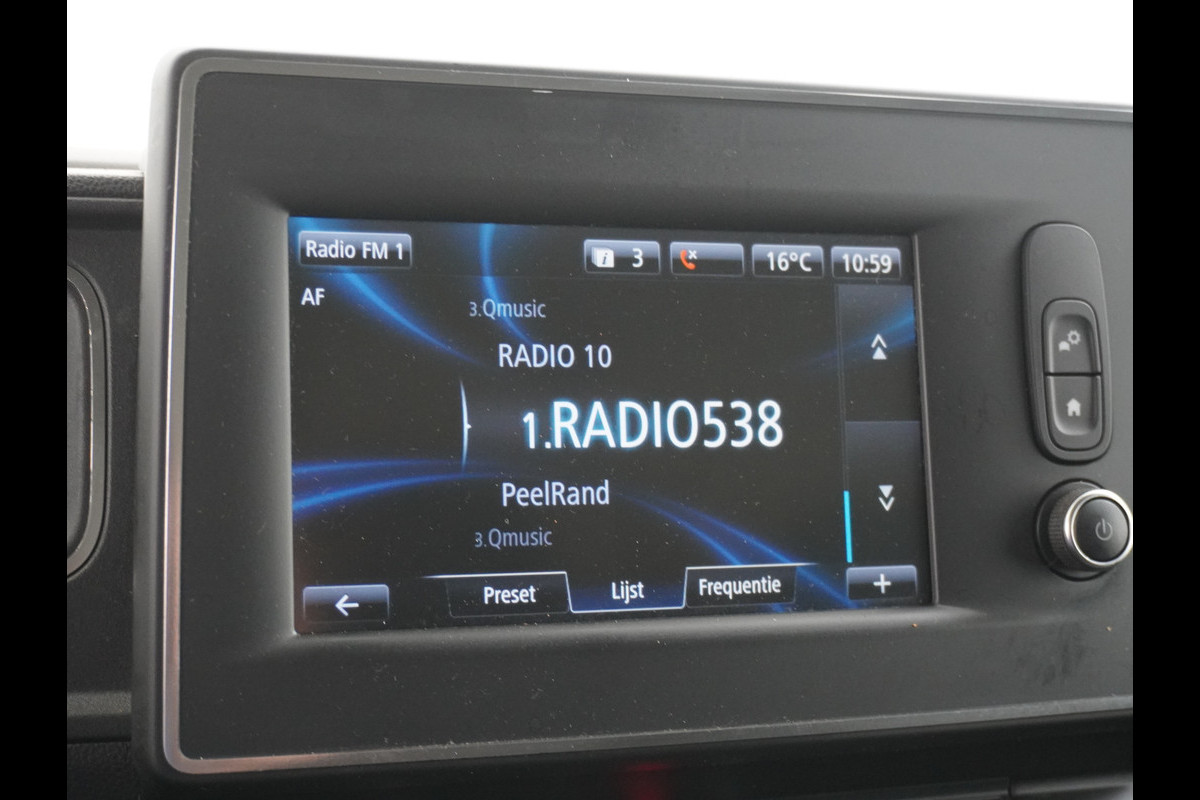 Radio FM 1
i 3
16°C
10:59
AF
3.Qmusic
RADIO 10
1.RADIO538
PeelRand
3.Qmusic
Preset
Lijst
Frequentie
+